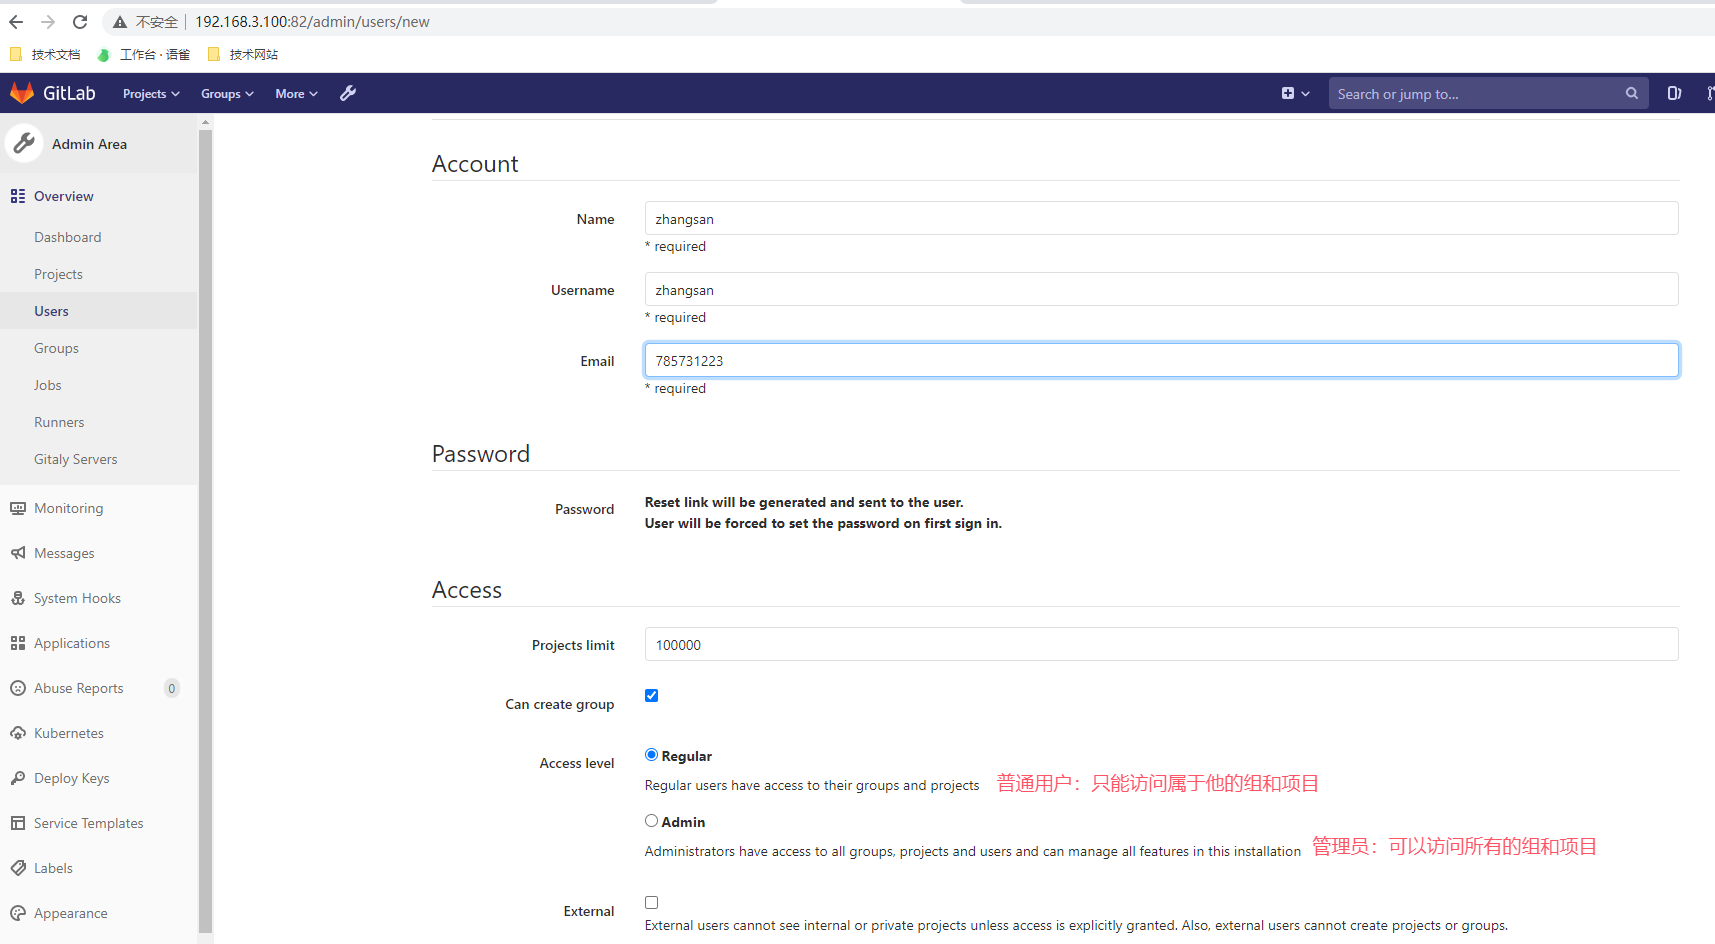 不安全 192.168.3.100:82/admin/users/new
技术文档 工作台 · 语雀 技术网站
GitLab Projects Groups More Search or jump to...
Admin Area
Overview
Dashboard
Projects
Users
Groups
Jobs
Runners
Gitaly Servers
Monitoring
Messages
System Hooks
Applications
Abuse Reports 0
Kubernetes
Deploy Keys
Service Templates
Labels
Appearance
Account
Name zhangsan
* required
Username zhangsan
* required
Email 785731223
* required
Password
Password Reset link will be generated and sent to the user.
User will be forced to set the password on first sign in.
Access
Projects limit 100000
Can create group
Access level Regular
Regular users have access to their groups and projects 普通用户：只能访问属于他的组和项目
Admin
Administrators have access to all groups, projects and users and can manage all features in this installation 管理员：可以访问所有的组和项目
External
External users cannot see internal or private projects unless access is explicitly granted. Also, external users cannot create projects or groups.